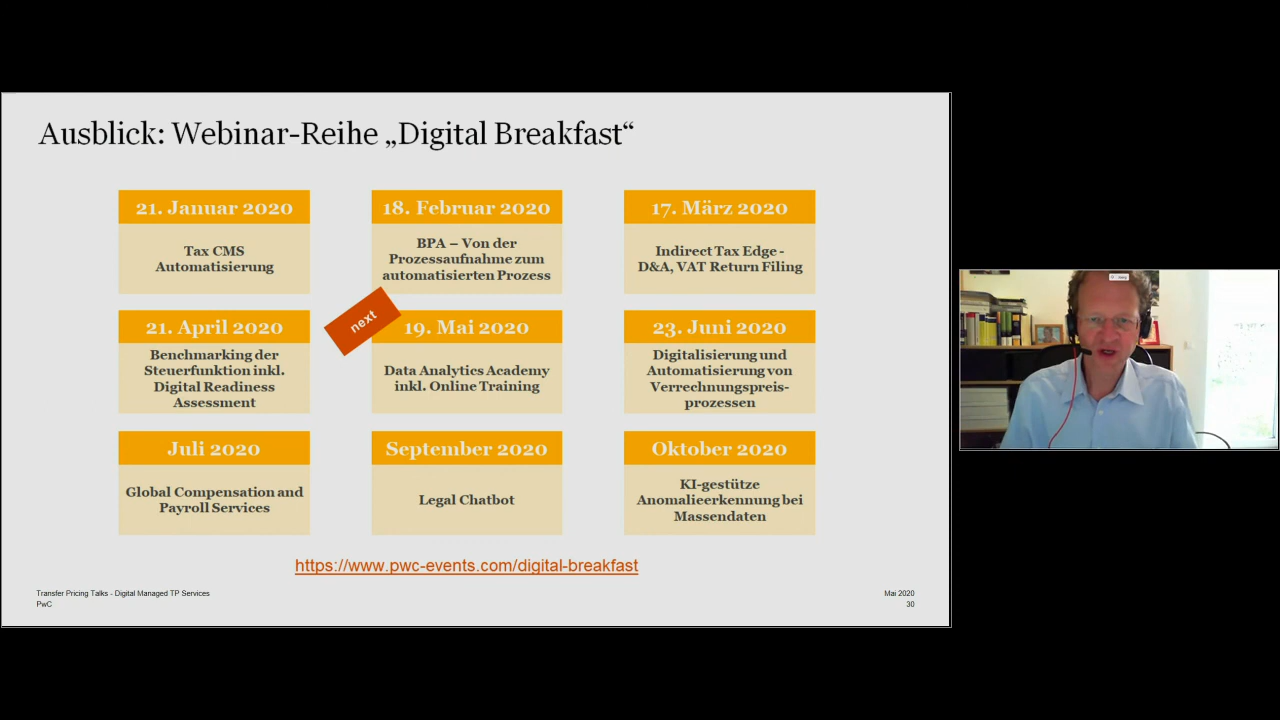 Ausblick: Webinar-Reihe „Digital Breakfast“
21. Januar 2020
Tax CMS
Automatisierung
18. Februar 2020
BPA – Von der
Prozessaufnahme zum
automatisierten Prozess
17. März 2020
Indirect Tax Edge -
D&A, VAT Return Filing
21. April 2020
Benchmarking der
Steuerfunktion inkl.
Digital Readiness
Assessment
next
19. Mai 2020
Data Analytics Academy
inkl. Online Training
23. Juni 2020
Digitalisierung und
Automatisierung von
Verrechnungspreis-
prozessen
Juli 2020
Global Compensation and
Payroll Services
September 2020
Legal Chatbot
Oktober 2020
KI-gestütze
Anomalieerkennung bei
Massendaten
https://www.pwc-events.com/digital-breakfast
Transfer Pricing Talks - Digital Managed TP Services
PwC
Mai 2020
30